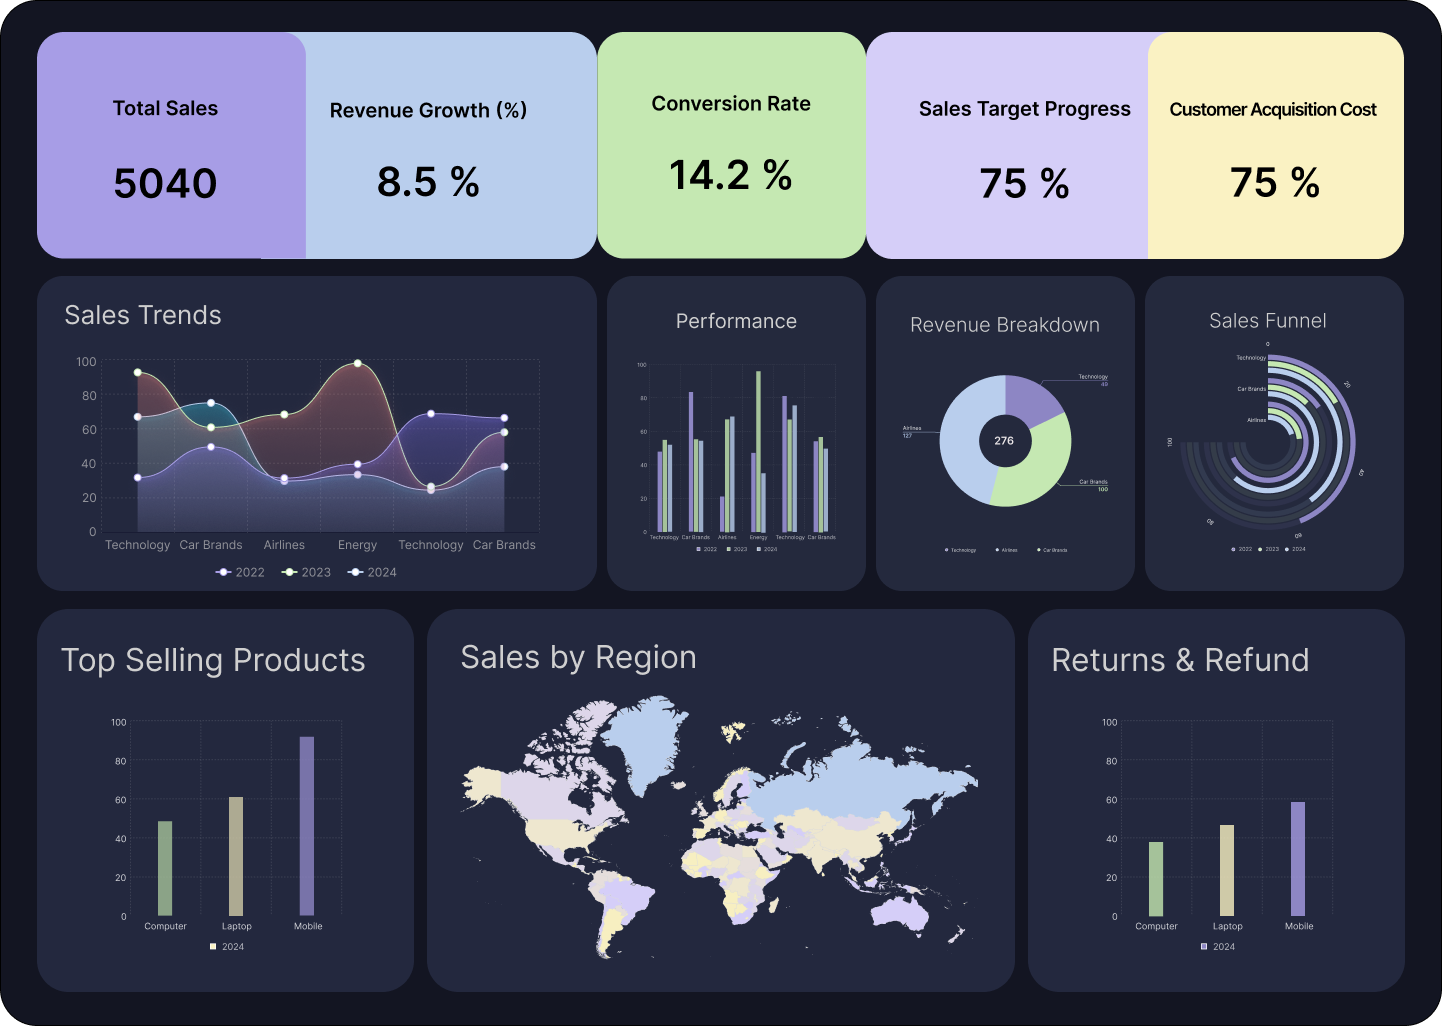 Total Sales
5040
Revenue Growth (%)
8.5 %
Conversion Rate
14.2 %
Sales Target Progress
75 %
Customer Acquisition Cost
75 %
Sales Trends
100
80
60
40
20
0
Technology Car Brands Airlines Energy Technology Car Brands
2022 2023 2024
Performance
100
80
60
40
20
0
Technology Car Brands Airlines Energy Technology Car Brands
2022 2023 2024
Revenue Breakdown
Technology
49
Airlines
127
276
Car Brands
100
Technology Airlines Car Brands
Sales Funnel
0
Technology
20
Car Brands
Airlines
100
40
80
60
2022 2023 2024
Top Selling Products
100
80
60
40
20
0
Computer Laptop Mobile
2024
Sales by Region
Returns & Refund
100
80
60
40
20
0
Computer Laptop Mobile
2024